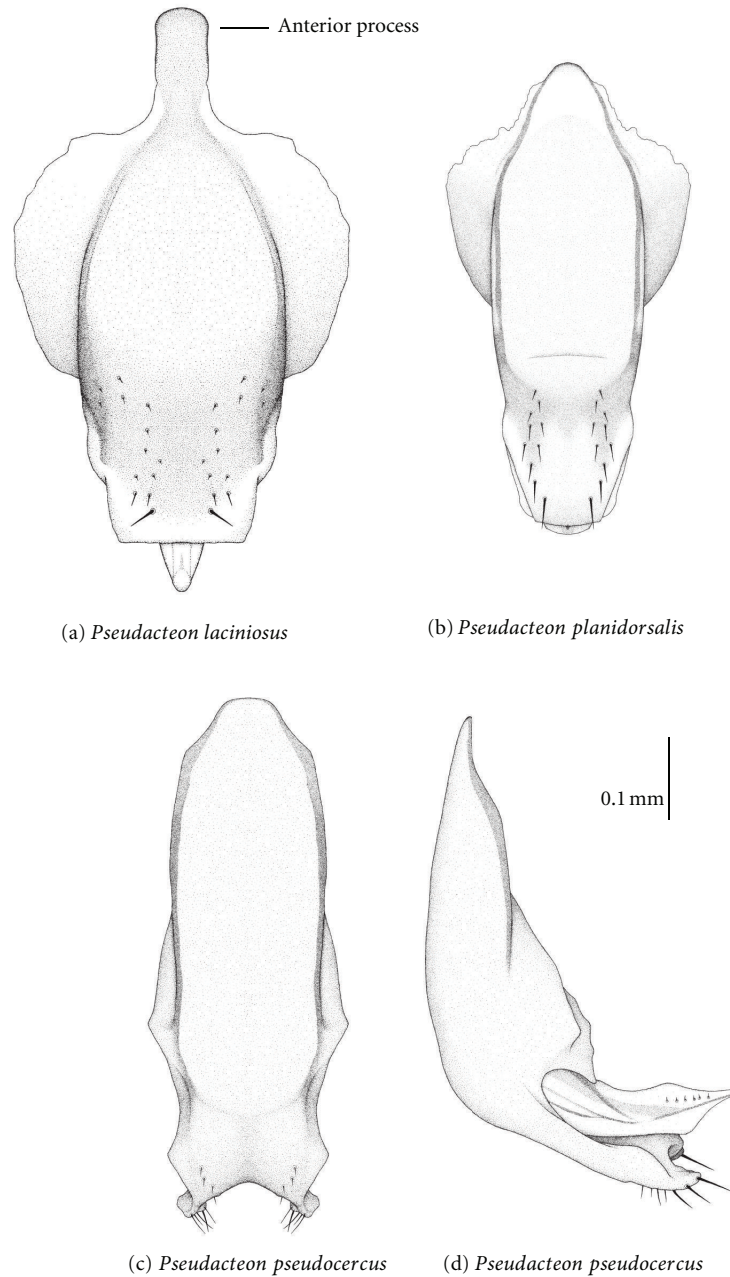 Anterior process
(a) Pseudacteon laciniosus
(b) Pseudacteon planidorsalis
0.1 mm
(c) Pseudacteon pseudocercus
(d) Pseudacteon pseudocercus